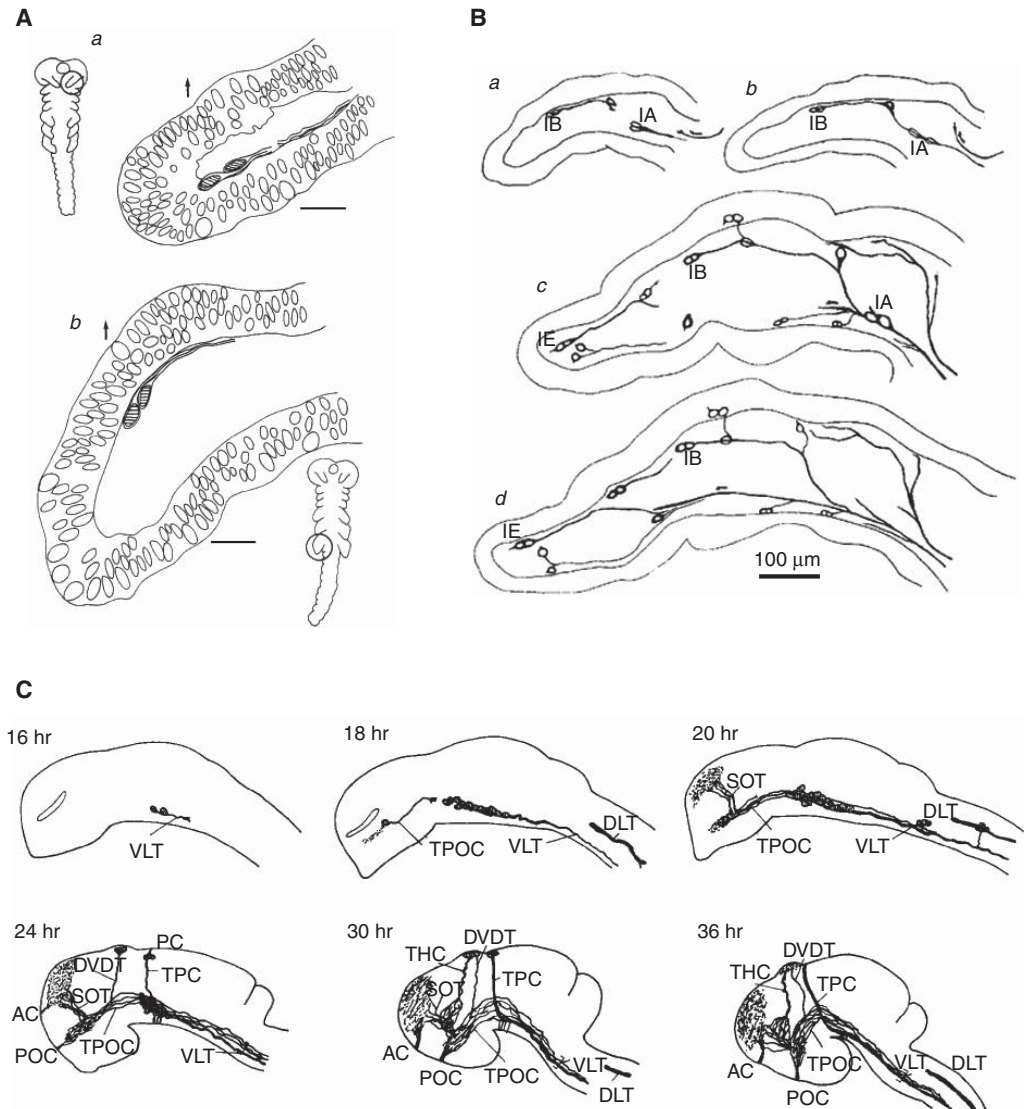 A
a
b
B
a
IB
IA
b
IB
IA
c
IB
IA
IE
d
IB
IE
100 μm
C
16 hr
VLT
18 hr
TPOC
VLT
DLT
20 hr
SOT
TPOC
VLT
DLT
24 hr
PC
DVDT
TPC
SOT
AC
POC
TPOC
VLT
30 hr
DVDT
THC
TPC
SOT
AC
POC
TPOC
VLT
DLT
36 hr
DVDT
THC
TPC
AC
TPOC
VLT
DLT
POC